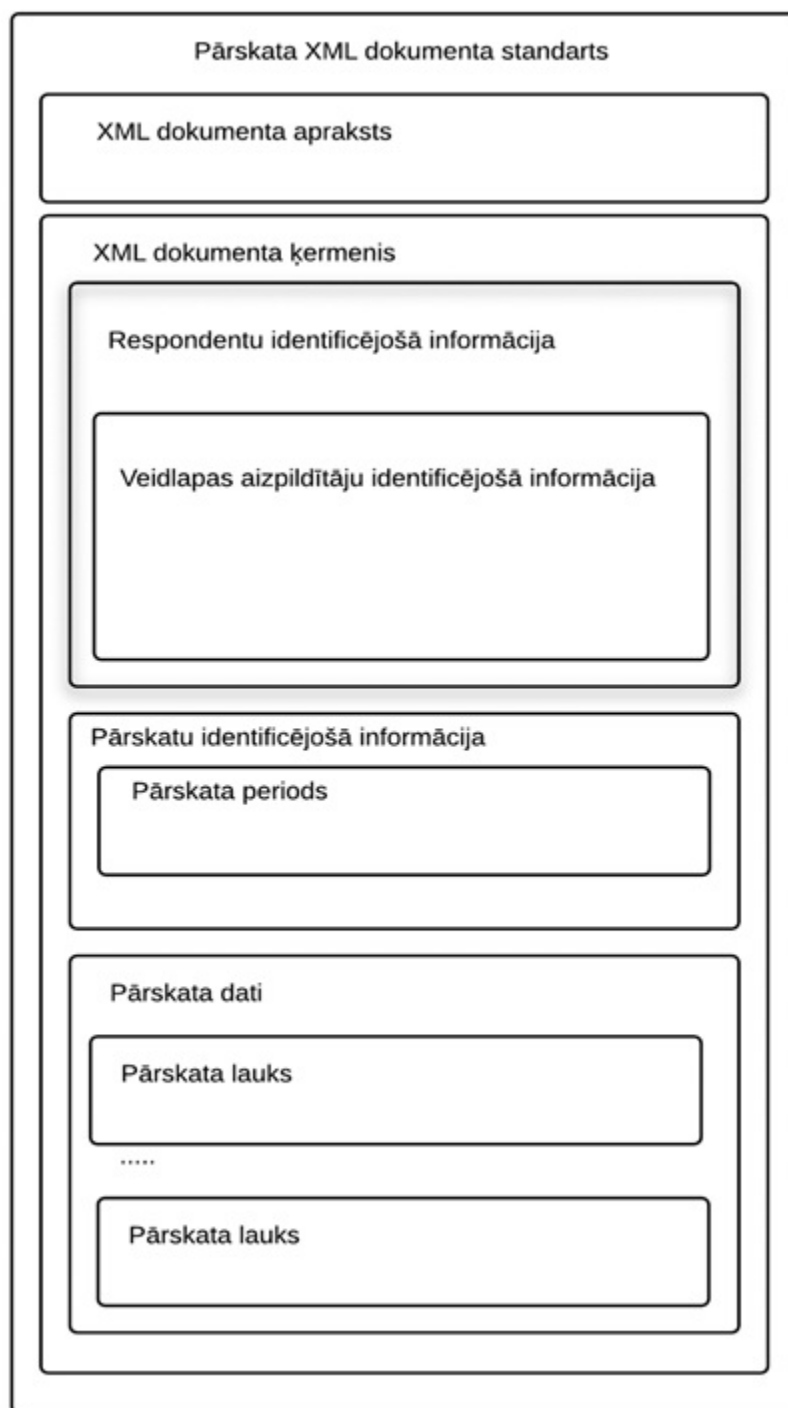 Pārskata XML dokumenta standarts
XML dokumenta apraksts
XML dokumenta ķermenis
Respondentu identificējošā informācija
Veidlapas aizpildītāju identificējošā informācija
Pārskatu identificējošā informācija
Pārskata periods
Pārskata dati
Pārskata lauks
.....
Pārskata lauks